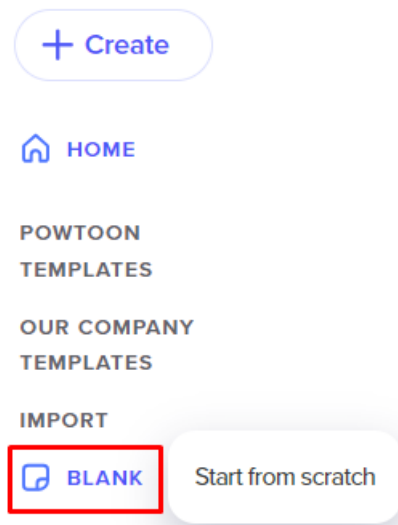 + Create
HOME
POWTOON
TEMPLATES
OUR COMPANY
TEMPLATES
IMPORT
BLANK
Start from scratch